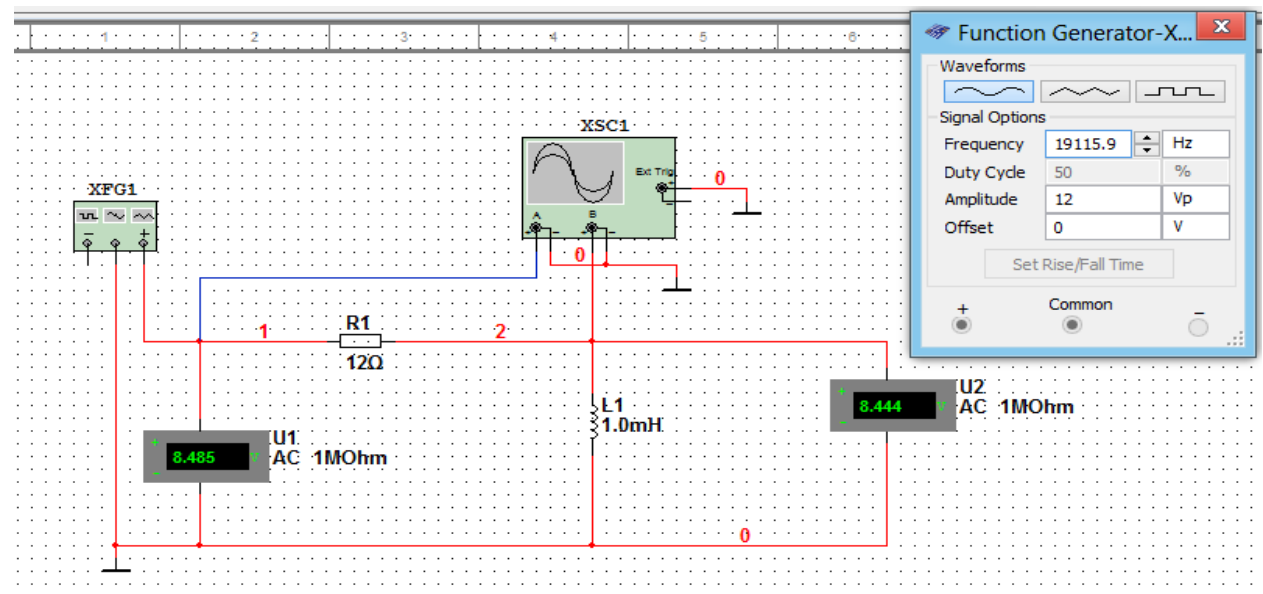 1 2 3 4 5 6
Function Generator-X...
Waveforms
Signal Options
Frequency 19115.9 Hz
Duty Cycle 50 %
Amplitude 12 Vp
Offset 0 V
Set Rise/Fall Time
+ Common −
XSC1
Ext Trig
+
−
0
A B
+ − + −
0
XFG1
− +
1
R1
12Ω
2
L1
1.0mH
+
8.485 V
−
U1
AC 1MOhm
+
8.444 V
−
U2
AC 1MOhm
0